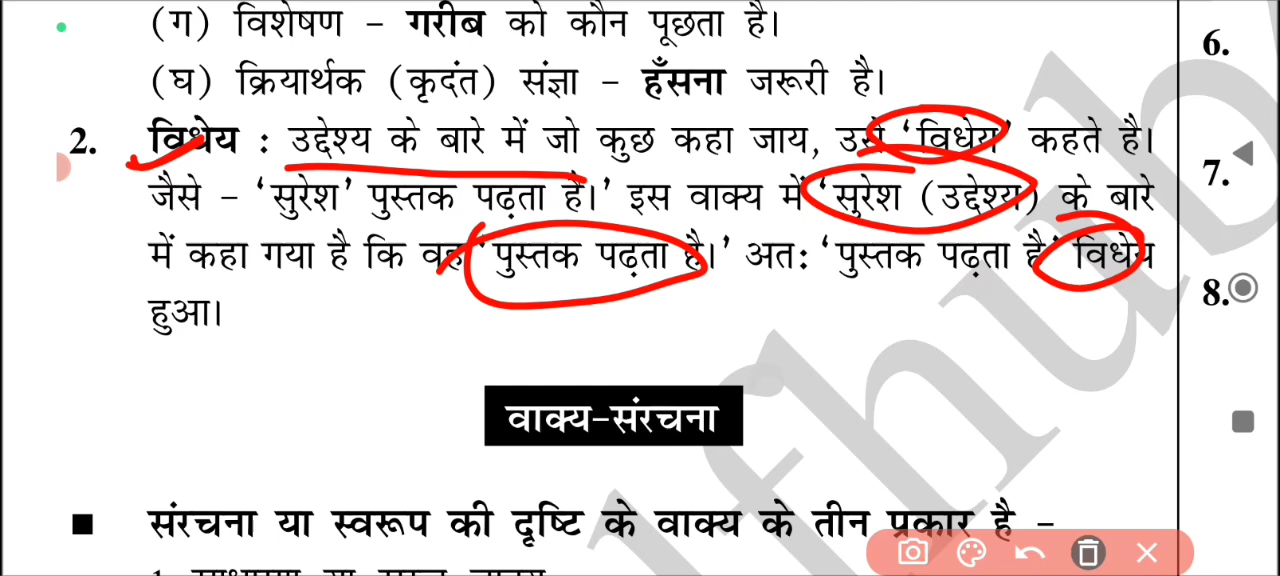 (ग) विशेषण - गरीब को कौन पूछता है।
6.
(घ) क्रियार्थक (कृदंत) संज्ञा - हँसना जरूरी है।
2. विधेय : उद्देश्य के बारे में जो कुछ कहा जाय, उसे 'विधेय' कहते है।
7.
जैसे - 'सुरेश' पुस्तक पढ़ता है।' इस वाक्य में 'सुरेश (उद्देश्य) के बारे
में कहा गया है कि वह 'पुस्तक पढ़ता है।' अत: 'पुस्तक पढ़ता है' विधेय
8.
हुआ।
वाक्य-संरचना
■ संरचना या स्वरूप की दृष्टि के वाक्य के तीन प्रकार है -